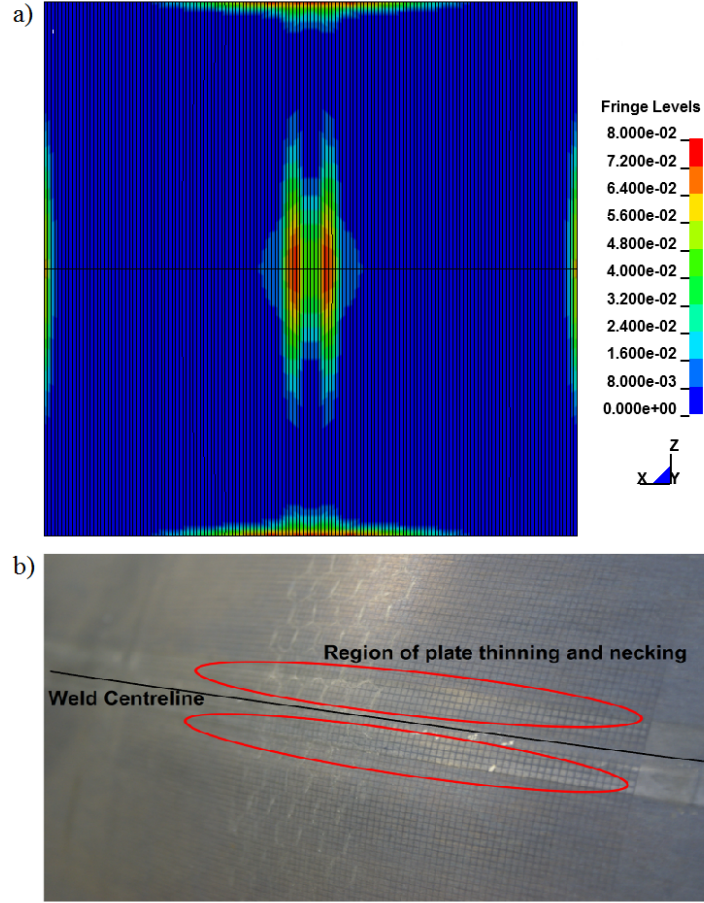 a)
Fringe Levels
8.000e-02
7.200e-02
6.400e-02
5.600e-02
4.800e-02
4.000e-02
3.200e-02
2.400e-02
1.600e-02
8.000e-03
0.000e+00
Z
X Y
b)
Region of plate thinning and necking
Weld Centreline